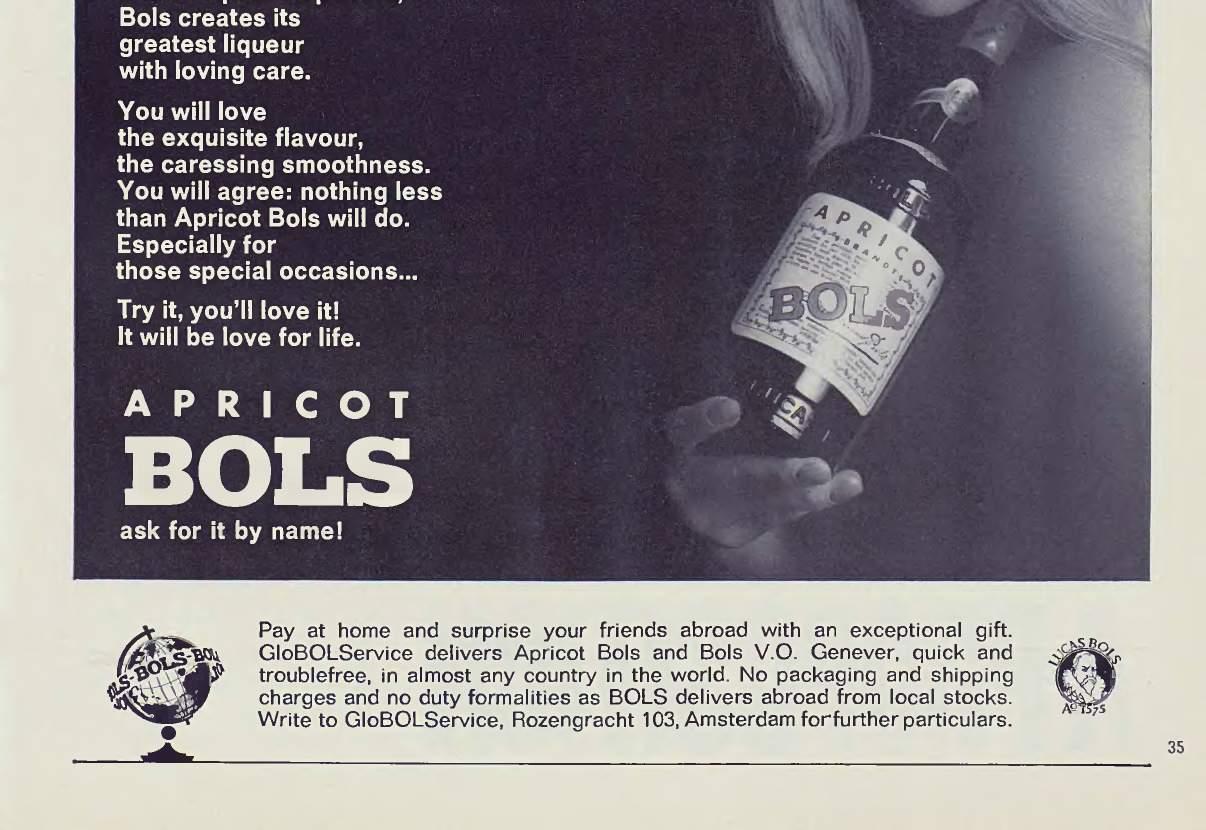 Bols creates its
greatest liqueur
with loving care.
You will love
the exquisite flavour,
the caressing smoothness.
You will agree: nothing less
than Apricot Bols will do.
Especially for
those special occasions...
Try it, you'll love it!
It will be love for life.
APRICOT
BOLS
ask for it by name!
APRICOT
BRANDY
BOLS
Pay at home and surprise your friends abroad with an exceptional gift.
GloBOLService delivers Apricot Bols and Bols V.O. Genever, quick and
troublefree, in almost any country in the world. No packaging and shipping
charges and no duty formalities as BOLS delivers abroad from local stocks.
Write to GloBOLService, Rozengracht 103, Amsterdam forfurther particulars.
BOLS
LUCAS BOLS
Aº 1575
35